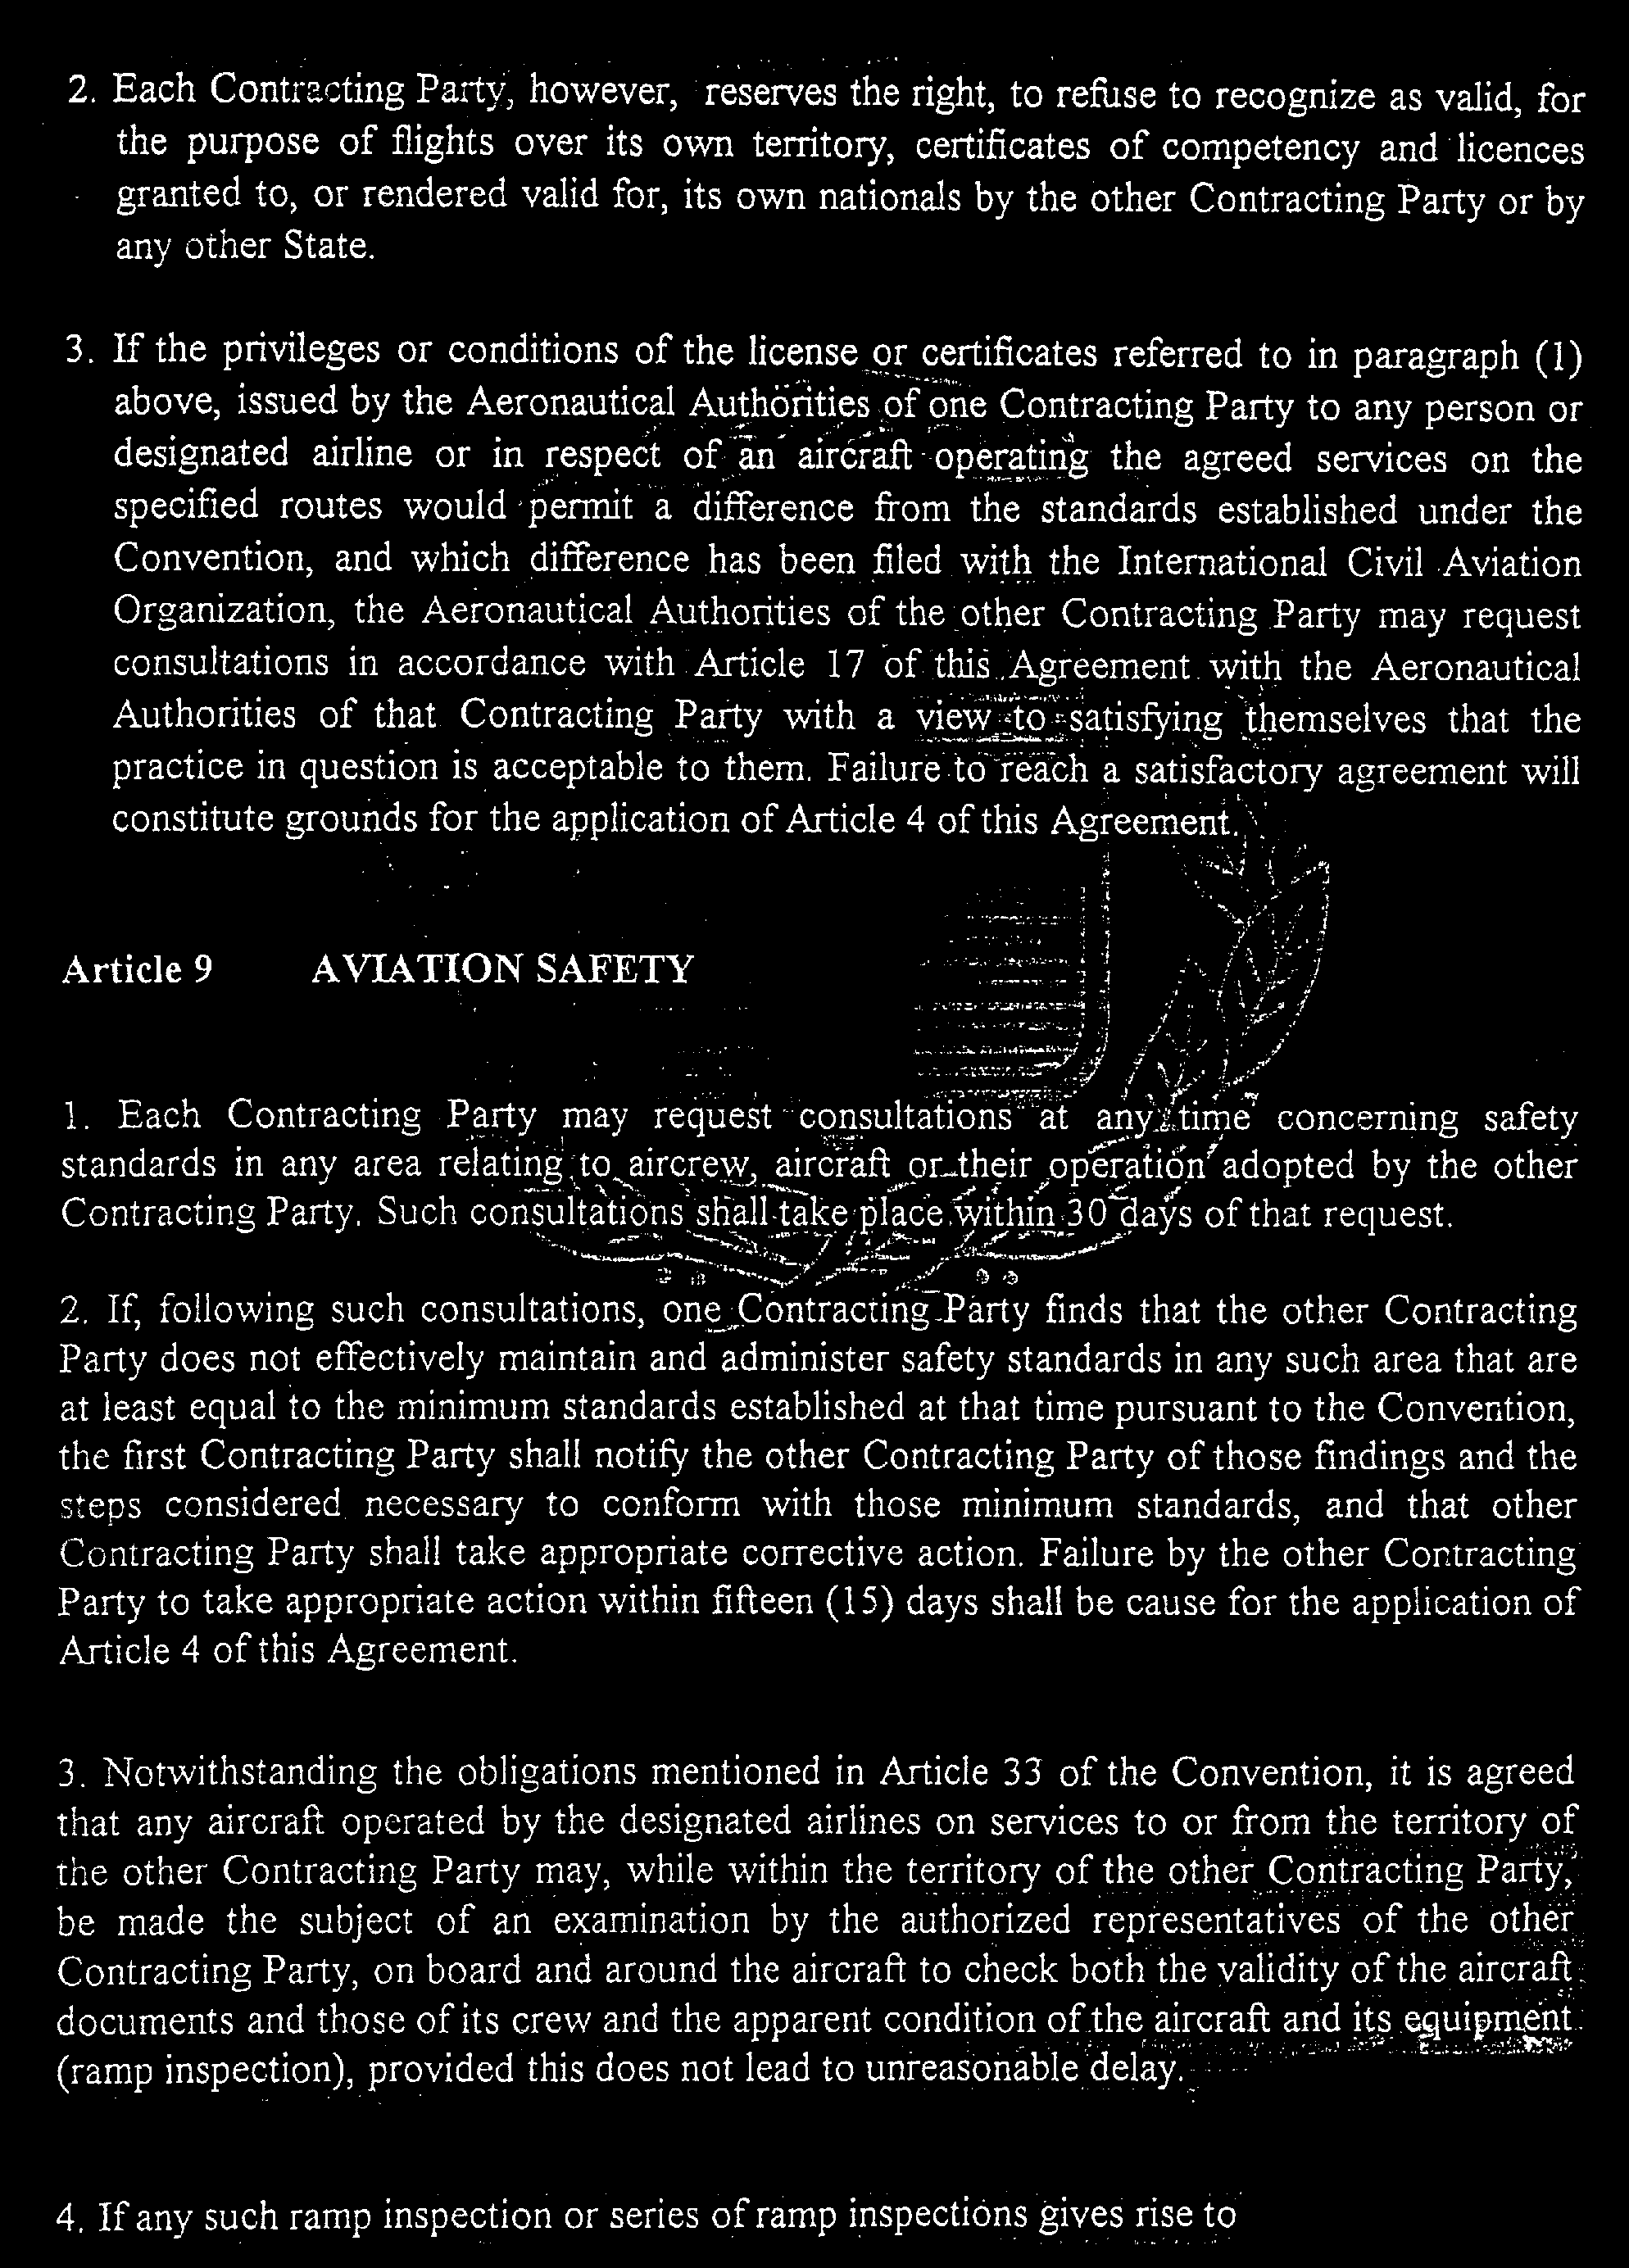 2. Each Contracting Party, however, reserves the right, to refuse to recognize as valid, for
the purpose of flights over its own territory, certificates of competency and licences
granted to, or rendered valid for, its own nationals by the other Contracting Party or by
any other State.
3. If the privileges or conditions of the license or certificates referred to in paragraph (1)
above, issued by the Aeronautical Authorities of one Contracting Party to any person or
designated airline or in respect of an aircraft operating the agreed services on the
specified routes would permit a difference from the standards established under the
Convention, and which difference has been filed with the International Civil Aviation
Organization, the Aeronautical Authorities of the other Contracting Party may request
consultations in accordance with Article 17 of this Agreement with the Aeronautical
Authorities of that Contracting Party with a view to satisfying themselves that the
practice in question is acceptable to them. Failure to reach a satisfactory agreement will
constitute grounds for the application of Article 4 of this Agreement.
Article 9 AVIATION SAFETY
1. Each Contracting Party may request consultations at any time concerning safety
standards in any area relating to aircrew, aircraft or their operation adopted by the other
Contracting Party. Such consultations shall take place within 30 days of that request.
2. If, following such consultations, one Contracting Party finds that the other Contracting
Party does not effectively maintain and administer safety standards in any such area that are
at least equal to the minimum standards established at that time pursuant to the Convention,
the first Contracting Party shall notify the other Contracting Party of those findings and the
steps considered necessary to conform with those minimum standards, and that other
Contracting Party shall take appropriate corrective action. Failure by the other Contracting
Party to take appropriate action within fifteen (15) days shall be cause for the application of
Article 4 of this Agreement.
3. Notwithstanding the obligations mentioned in Article 33 of the Convention, it is agreed
that any aircraft operated by the designated airlines on services to or from the territory of
the other Contracting Party may, while within the territory of the other Contracting Party,
be made the subject of an examination by the authorized representatives of the other
Contracting Party, on board and around the aircraft to check both the validity of the aircraft
documents and those of its crew and the apparent condition of the aircraft and its equipment
(ramp inspection), provided this does not lead to unreasonable delay.
4. If any such ramp inspection or series of ramp inspections gives rise to